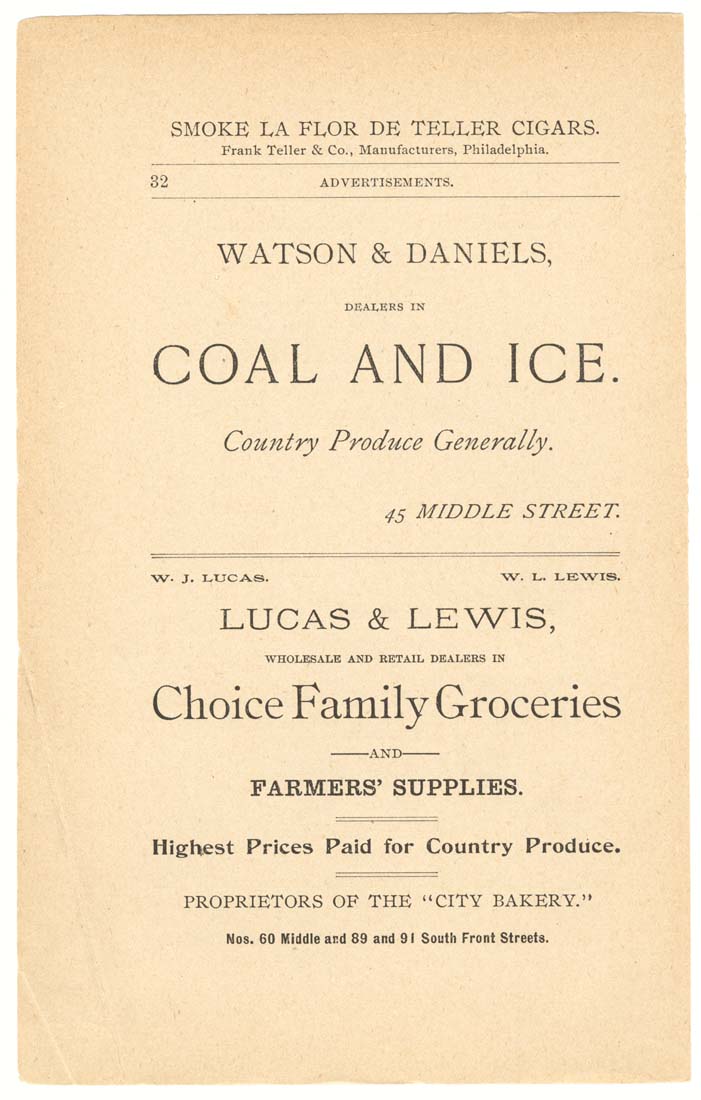 SMOKE LA FLOR DE TELLER CIGARS.
Frank Teller & Co., Manufacturers, Philadelphia.
32 ADVERTISEMENTS.
WATSON & DANIELS,
DEALERS IN
COAL AND ICE.
Country Produce Generally.
45 MIDDLE STREET.
W. J. LUCAS. W. L. LEWIS.
LUCAS & LEWIS,
WHOLESALE AND RETAIL DEALERS IN
Choice Family Groceries
—AND—
FARMERS' SUPPLIES.
Highest Prices Paid for Country Produce.
PROPRIETORS OF THE "CITY BAKERY."
Nos. 60 Middle and 89 and 91 South Front Streets.